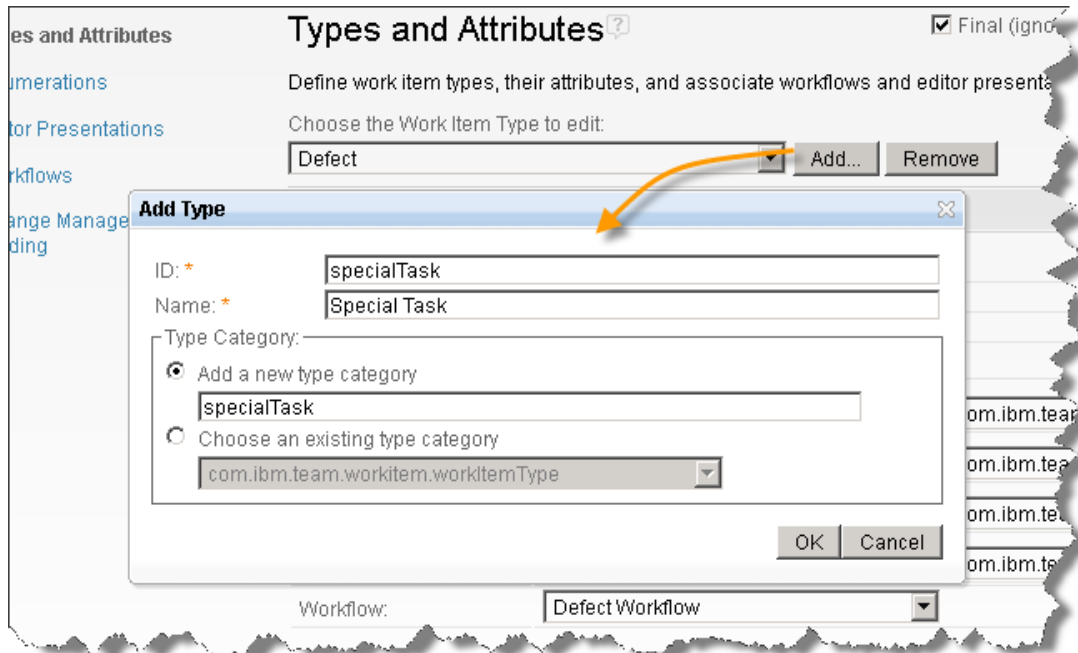 es and Attributes
Types and Attributes
Final (igno
umerations
Define work item types, their attributes, and associate workflows and editor presenta
tor Presentations
Choose the Work Item Type to edit:
Defect
Add...
Remove
rkflows
ange Manage
ding
Add Type
ID: *
specialTask
Name: *
Special Task
Type Category:
Add a new type category
specialTask
Choose an existing type category
com.ibm.team.workitem.workItemType
OK
Cancel
om.ibm.tear
om.ibm.tea
om.ibm.te
om.ibm.te
Workflow:
Defect Workflow